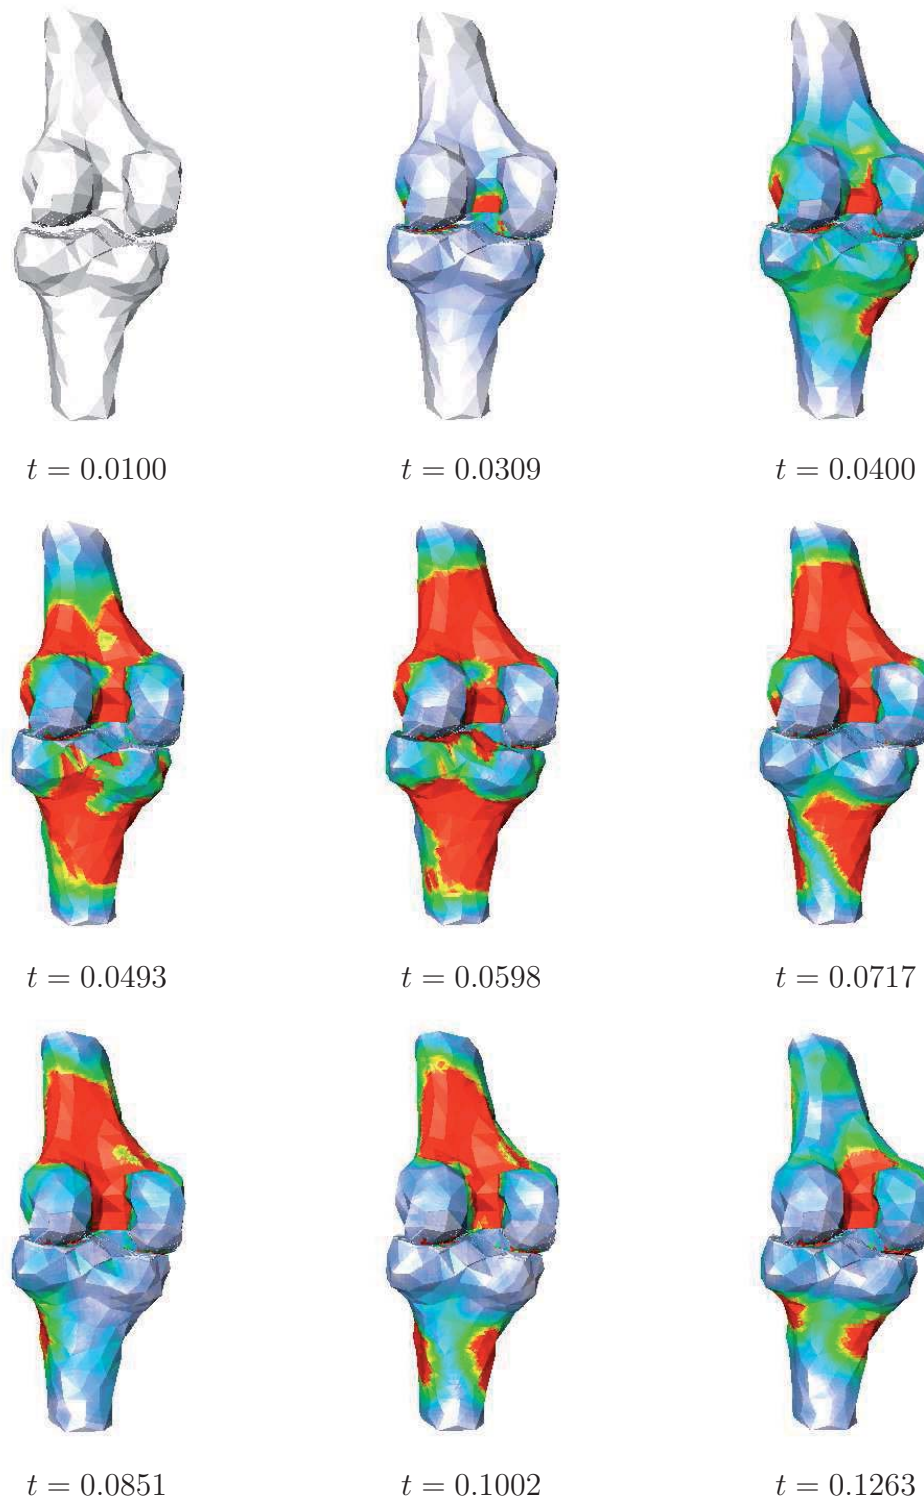 t = 0.0100 t = 0.0309 t = 0.0400
t = 0.0493 t = 0.0598 t = 0.0717
t = 0.0851 t = 0.1002 t = 0.1263